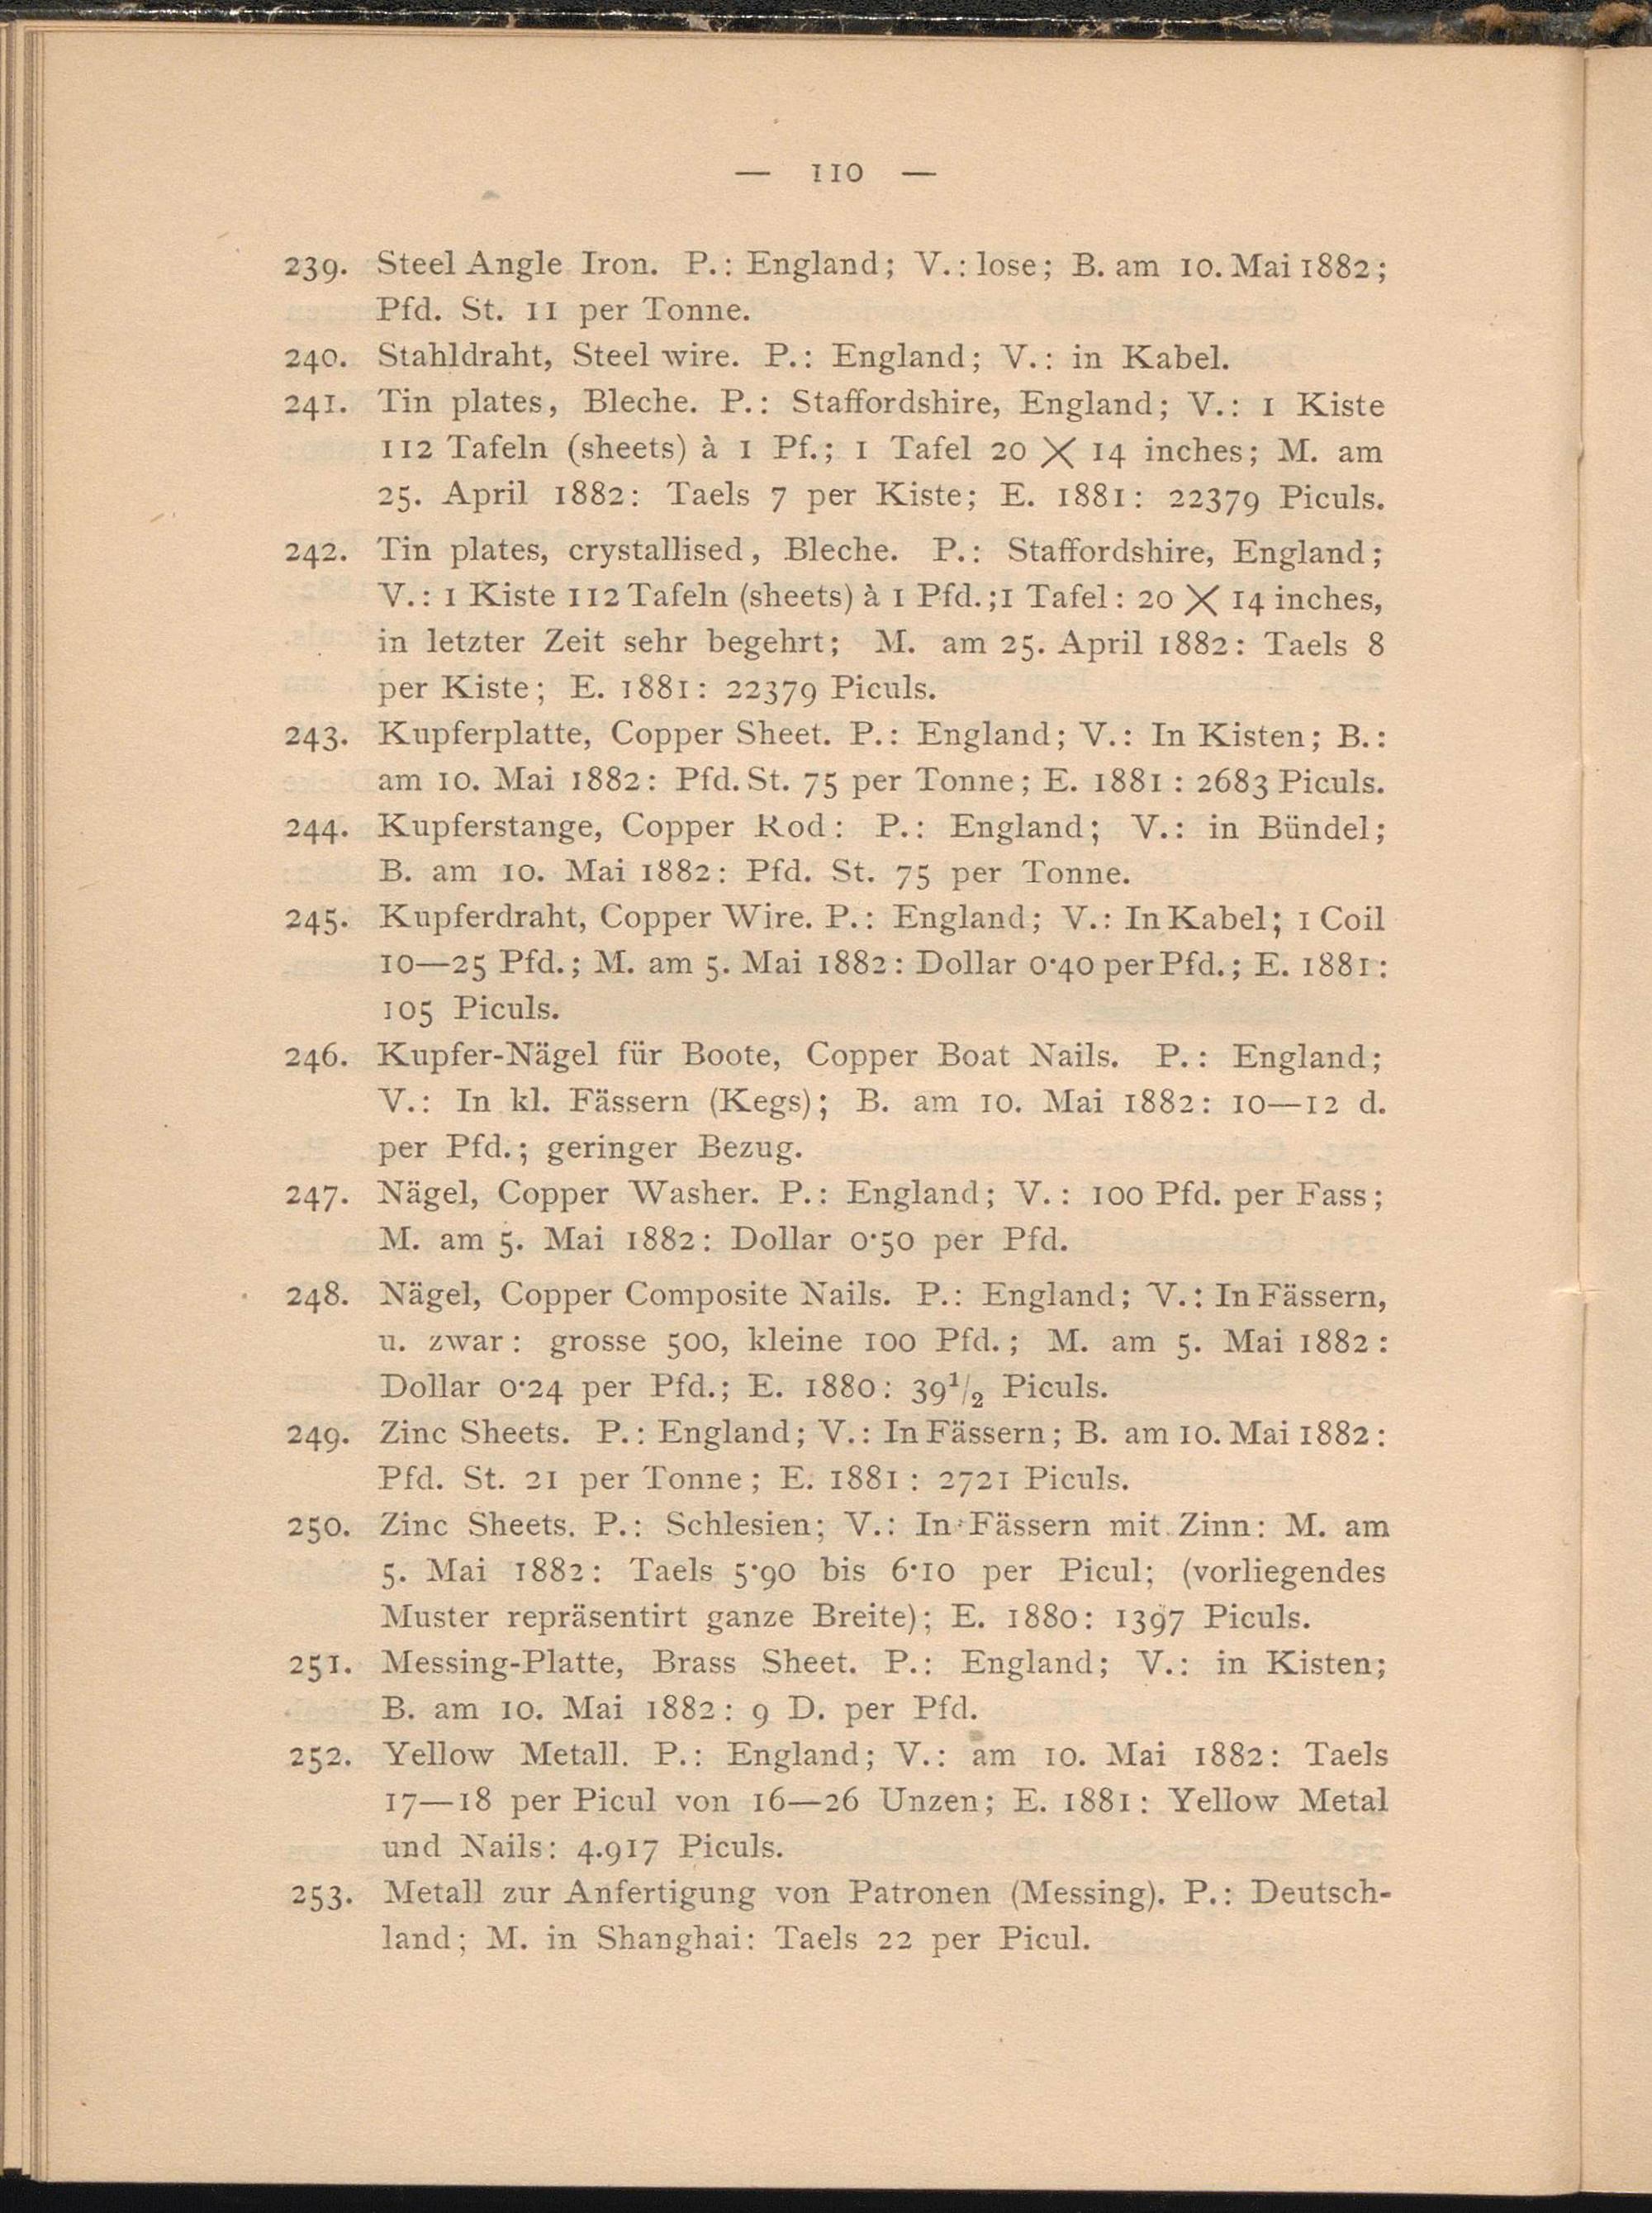 — 110 —
239. Steel Angle Iron. P.: England; V.: lose; B. am 10. Mai 1882;
Pfd. St. 11 per Tonne.
240. Stahldraht, Steel wire. P.: England; V.: in Kabel.
241. Tin plates, Bleche. P.: Staffordshire, England; V.: 1 Kiste
112 Tafeln (sheets) à 1 Pf.; 1 Tafel 20 × 14 inches; M. am
25. April 1882: Taels 7 per Kiste; E. 1881: 22379 Piculs.
242. Tin plates, crystallised, Bleche. P.: Staffordshire, England;
V.: 1 Kiste 112 Tafeln (sheets) à 1 Pfd.; 1 Tafel: 20 × 14 inches,
in letzter Zeit sehr begehrt; M. am 25. April 1882: Taels 8
per Kiste; E. 1881: 22379 Piculs.
243. Kupferplatte, Copper Sheet. P.: England; V.: In Kisten; B.:
am 10. Mai 1882: Pfd. St. 75 per Tonne; E. 1881: 2683 Piculs.
244. Kupferstange, Copper Rod: P.: England; V.: in Bündel;
B. am 10. Mai 1882: Pfd. St. 75 per Tonne.
245. Kupferdraht, Copper Wire. P.: England; V.: In Kabel; 1 Coil
10—25 Pfd.; M. am 5. Mai 1882: Dollar 0·40 per Pfd.; E. 1881:
105 Piculs.
246. Kupfer-Nägel für Boote, Copper Boat Nails. P.: England;
V.: In kl. Fässern (Kegs); B. am 10. Mai 1882: 10—12 d.
per Pfd.; geringer Bezug.
247. Nägel, Copper Washer. P.: England; V.: 100 Pfd. per Fass;
M. am 5. Mai 1882: Dollar 0·50 per Pfd.
248. Nägel, Copper Composite Nails. P.: England; V.: In Fässern,
u. zwar: grosse 500, kleine 100 Pfd.; M. am 5. Mai 1882:
Dollar 0·24 per Pfd.; E. 1880: 39¹/₂ Piculs.
249. Zinc Sheets. P.: England; V.: In Fässern; B. am 10. Mai 1882:
Pfd. St. 21 per Tonne; E. 1881: 2721 Piculs.
250. Zinc Sheets. P.: Schlesien; V.: In Fässern mit Zinn: M. am
5. Mai 1882: Taels 5·90 bis 6·10 per Picul; (vorliegendes
Muster repräsentirt ganze Breite); E. 1880: 1397 Piculs.
251. Messing-Platte, Brass Sheet. P.: England; V.: in Kisten;
B. am 10. Mai 1882: 9 D. per Pfd.
252. Yellow Metall. P.: England; V.: am 10. Mai 1882: Taels
17—18 per Picul von 16—26 Unzen; E. 1881: Yellow Metal
und Nails: 4.917 Piculs.
253. Metall zur Anfertigung von Patronen (Messing). P.: Deutsch-
land; M. in Shanghai: Taels 22 per Picul.